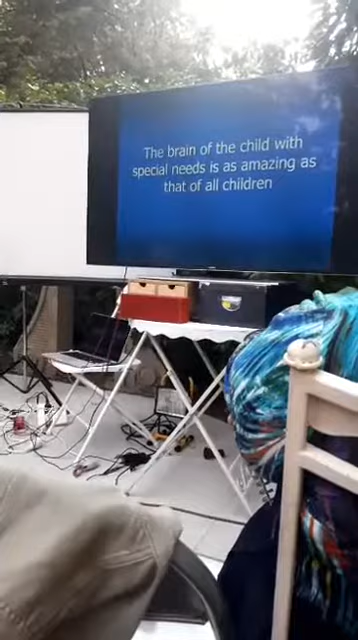 The brain of the child with
special needs is as amazing as
that of all children